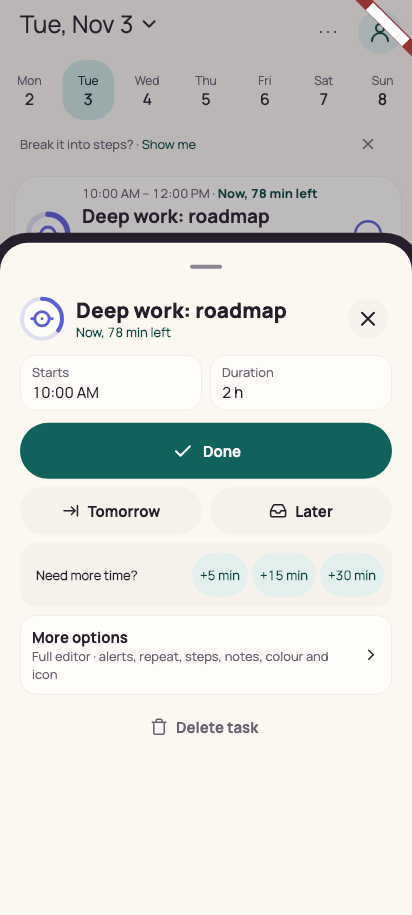 Tue, Nov 3
...
Mon Tue Wed Thu Fri Sat Sun
2 3 4 5 6 7 8
Break it into steps? · Show me
10:00 AM – 12:00 PM · Now, 78 min left
Deep work: roadmap
Deep work: roadmap
Now, 78 min left
Starts
10:00 AM
Duration
2 h
Done
Tomorrow
Later
Need more time?
+5 min
+15 min
+30 min
More options
Full editor · alerts, repeat, steps, notes, colour and
icon
Delete task